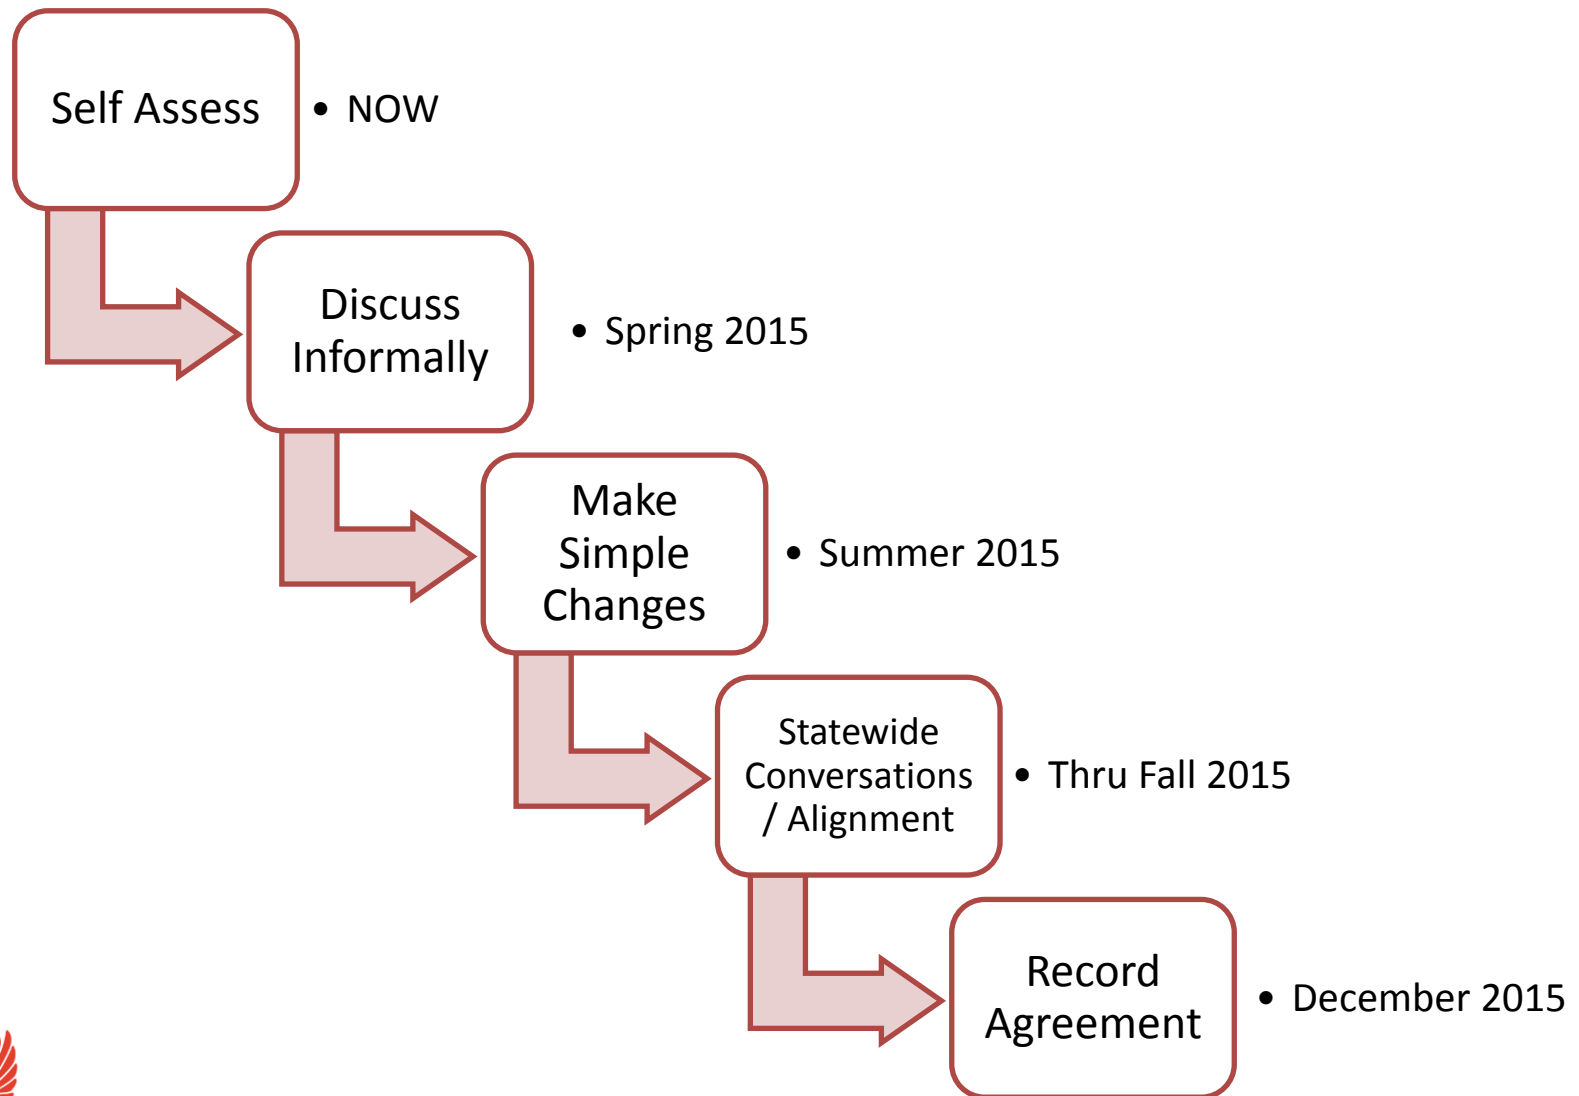 Self Assess
• NOW
Discuss
Informally
• Spring 2015
Make
Simple
Changes
• Summer 2015
Statewide
Conversations
/ Alignment
• Thru Fall 2015
Record
Agreement
• December 2015